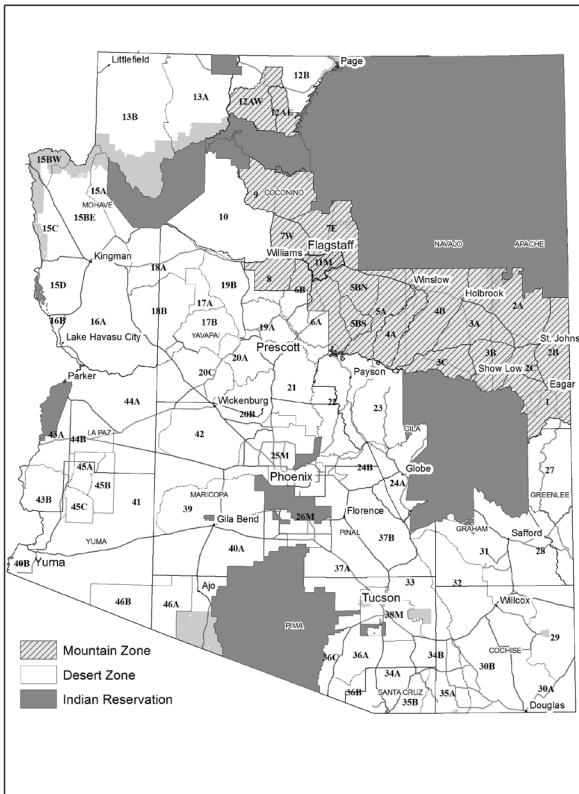 Littlefield
Page
12B
13A
12AW
12AE
13B
15BW
15A
MOHAVE
9
COCONINO
15BE
10
7E
15C
7W
Flagstaff
NAVAJO
APACHE
Kingman
Williams
11M
18A
Winslow
8
6B
5BN
Holbrook
15D
19B
2A
17A
5A
4B
18B
3A
16B
16A
17B
6A
5BS
St. Johns
Lake Havasu City
YAVAPAI
19A
4A
2B
Prescott
3B
20A
3C
Show Low
2C
Payson
Eagar
Parker
20C
44A
21
22
23
1
Wickenburg
20B
GILA
43A
LA PAZ
44B
42
25M
45A
Phoenix
24B
Globe
27
45B
24A
43B
MARICOPA
GREENLEE
45C
41
39
26M
Florence
Gila Bend
PINAL
GRAHAM
Safford
YUMA
37B
31
40B
Yuma
40A
28
37A
33
32
Ajo
46B
46A
Tucson
Willcox
38M
29
PIMA
COCHISE
36C
36A
34B
30B
34A
36B
SANTA CRUZ
35A
30A
35B
Douglas
Mountain Zone
Desert Zone
Indian Reservation